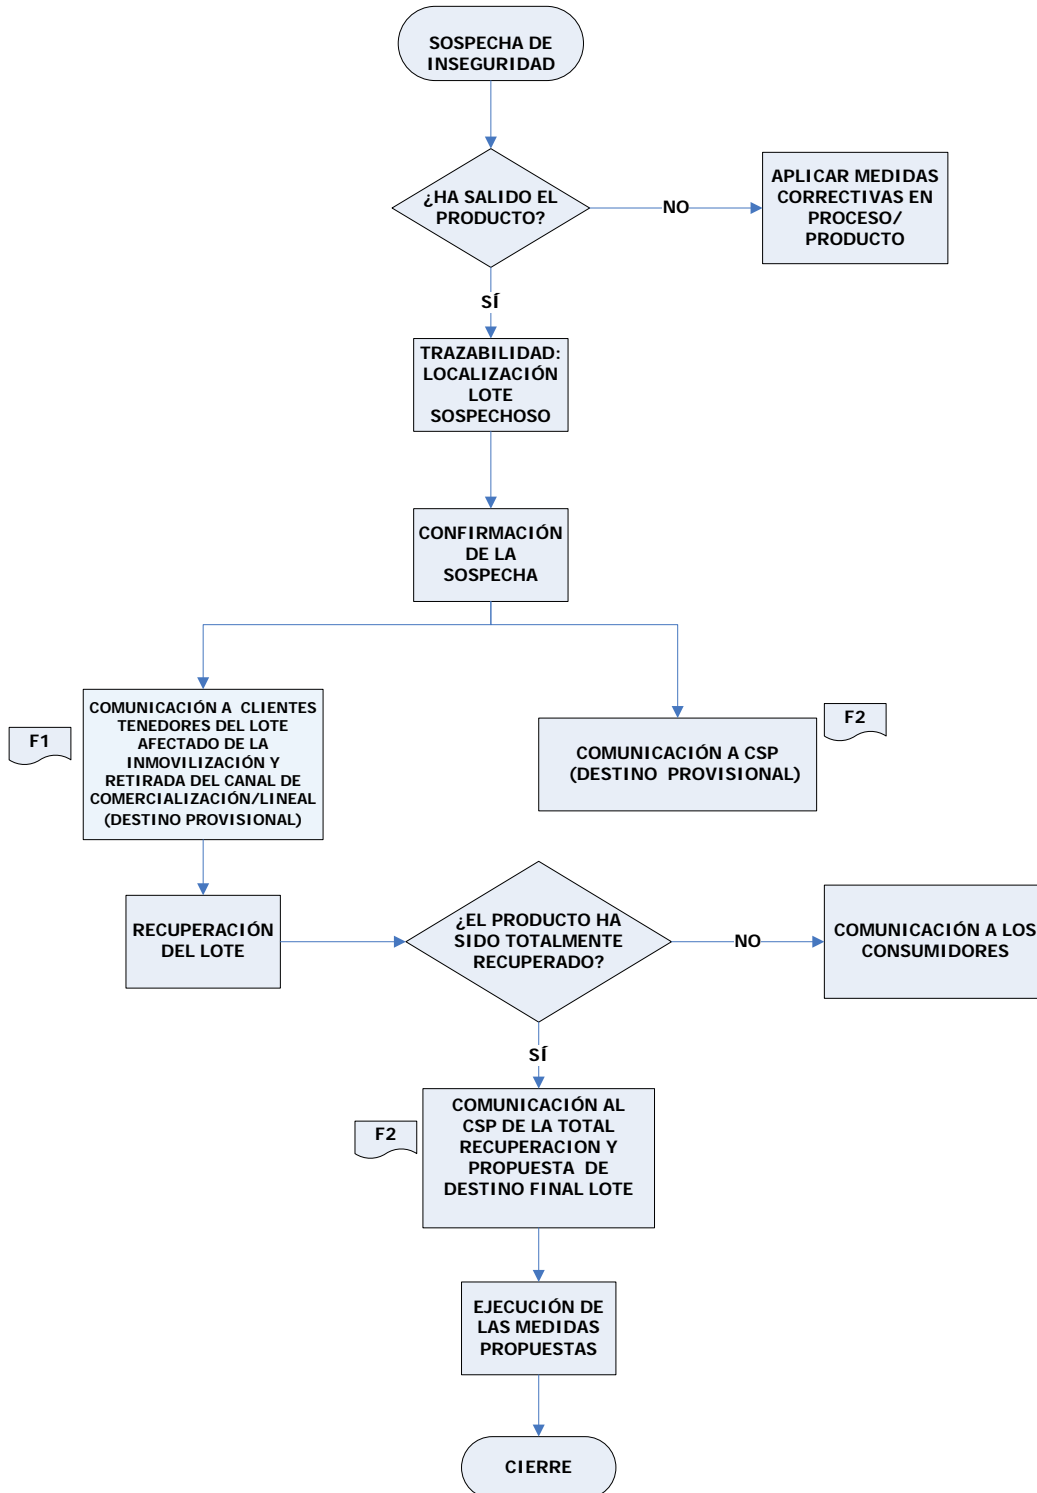 SOSPECHA DE
INSEGURIDAD
¿HA SALIDO EL
PRODUCTO?
NO
APLICAR MEDIDAS
CORRECTIVAS EN
PROCESO/
PRODUCTO
SÍ
TRAZABILIDAD:
LOCALIZACIÓN
LOTE
SOSPECHOSO
CONFIRMACIÓN
DE LA
SOSPECHA
F1
COMUNICACIÓN A CLIENTES
TENEDORES DEL LOTE
AFECTADO DE LA
INMOVILIZACIÓN Y
RETIRADA DEL CANAL DE
COMERCIALIZACIÓN/LINEAL
(DESTINO PROVISIONAL)
F2
COMUNICACIÓN A CSP
(DESTINO PROVISIONAL)
RECUPERACIÓN
DEL LOTE
¿EL PRODUCTO HA
SIDO TOTALMENTE
RECUPERADO?
NO
COMUNICACIÓN A LOS
CONSUMIDORES
SÍ
F2
COMUNICACIÓN AL
CSP DE LA TOTAL
RECUPERACION Y
PROPUESTA DE
DESTINO FINAL LOTE
EJECUCIÓN DE
LAS MEDIDAS
PROPUESTAS
CIERRE